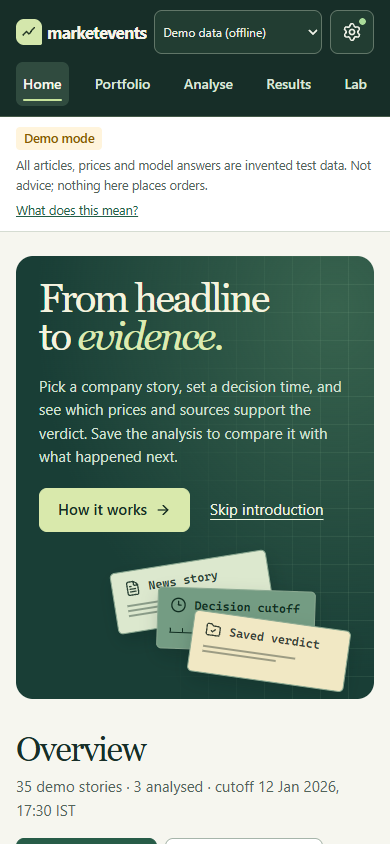 marketevents
Demo data (offline)
Home
Portfolio
Analyse
Results
Lab
Demo mode
All articles, prices and model answers are invented test data. Not
advice; nothing here places orders.
What does this mean?
From headline
to evidence.
Pick a company story, set a decision time, and
see which prices and sources support the
verdict. Save the analysis to compare it with
what happened next.
How it works →
Skip introduction
News story
Decision cutoff
Saved verdict
Overview
35 demo stories · 3 analysed · cutoff 12 Jan 2026,
17:30 IST